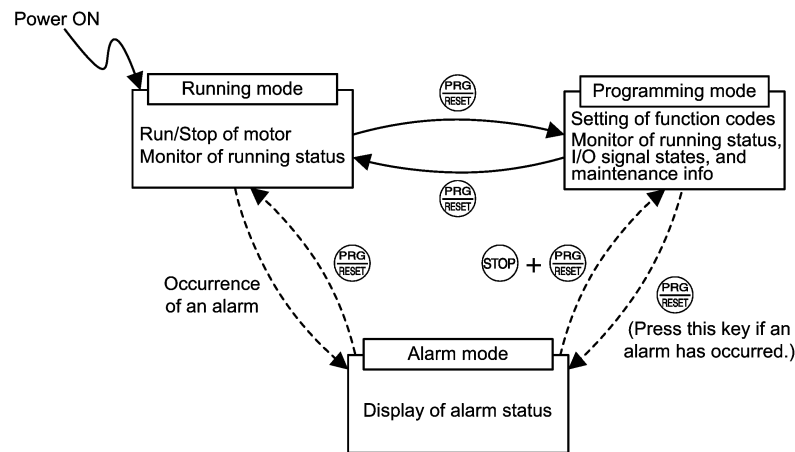 Power ON
Running mode
Run/Stop of motor
Monitor of running status
PRG
RESET
Programming mode
Setting of function codes
Monitor of running status,
I/O signal states, and
maintenance info
PRG
RESET
Occurrence
of an alarm
PRG
RESET
STOP + PRG
RESET
PRG
RESET
(Press this key if an
alarm has occurred.)
Alarm mode
Display of alarm status